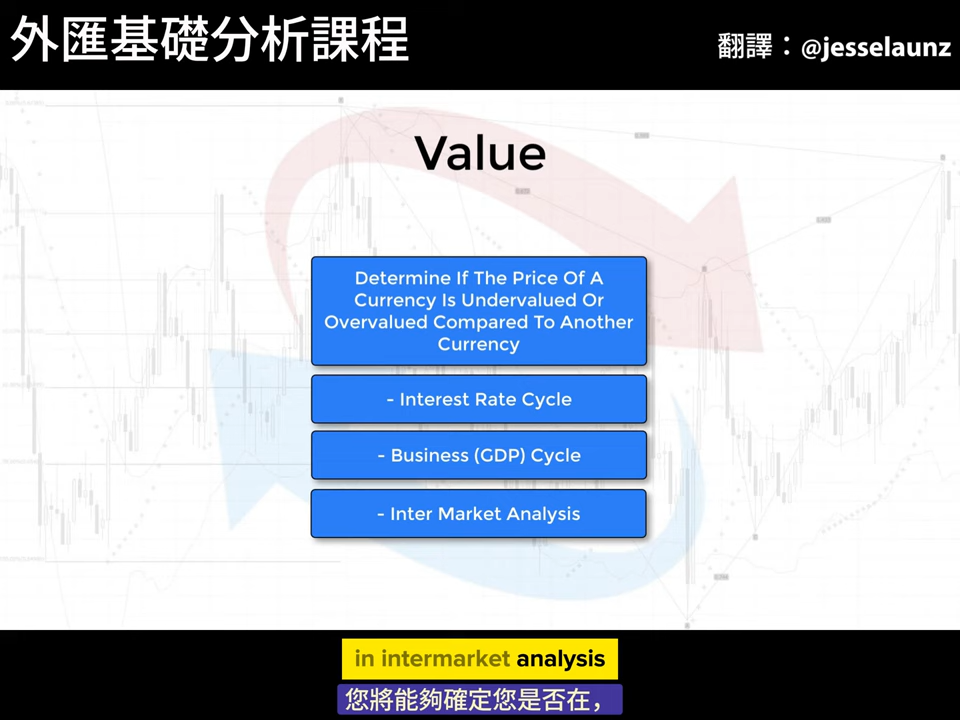 外匯基礎分析課程
翻譯：@jesselaunz
Value
Determine If The Price Of A
Currency Is Undervalued Or
Overvalued Compared To Another
Currency
- Interest Rate Cycle
- Business (GDP) Cycle
- Inter Market Analysis
in intermarket analysis
您將能夠確定您是否在，